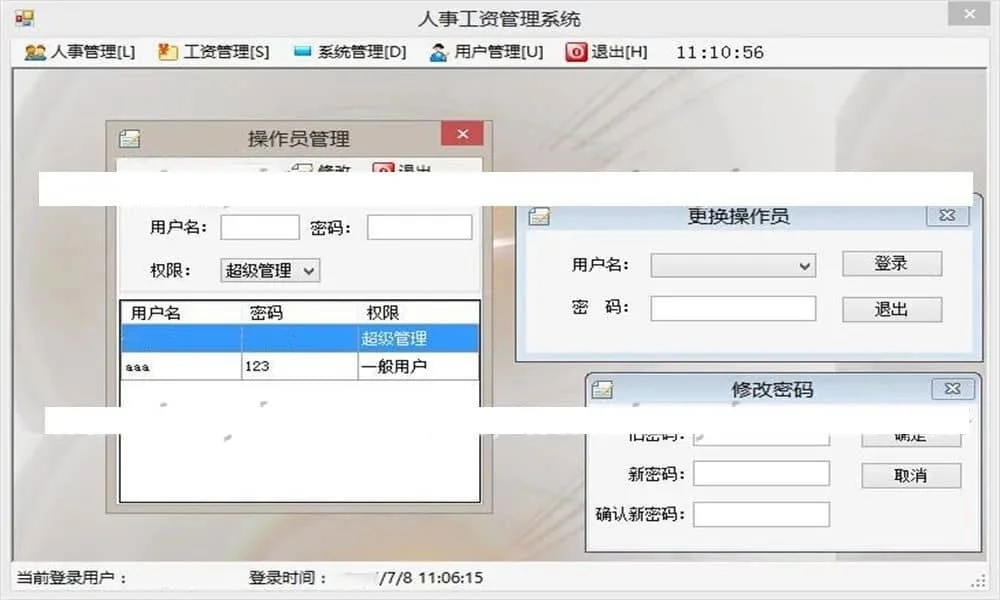 人事工资管理系统
人事管理[L] 工资管理[S] 系统管理[D] 用户管理[U] 退出[H] 11:10:56
操作员管理
修改 退出
用户名： 密码：
权限： 超级管理
用户名 密码 权限
超级管理
aaa 123 一般用户
更换操作员
用户名： 登录
密 码： 退出
修改密码
旧密码： 确定
新密码： 取消
确认新密码：
当前登录用户： 登录时间： /7/8 11:06:15